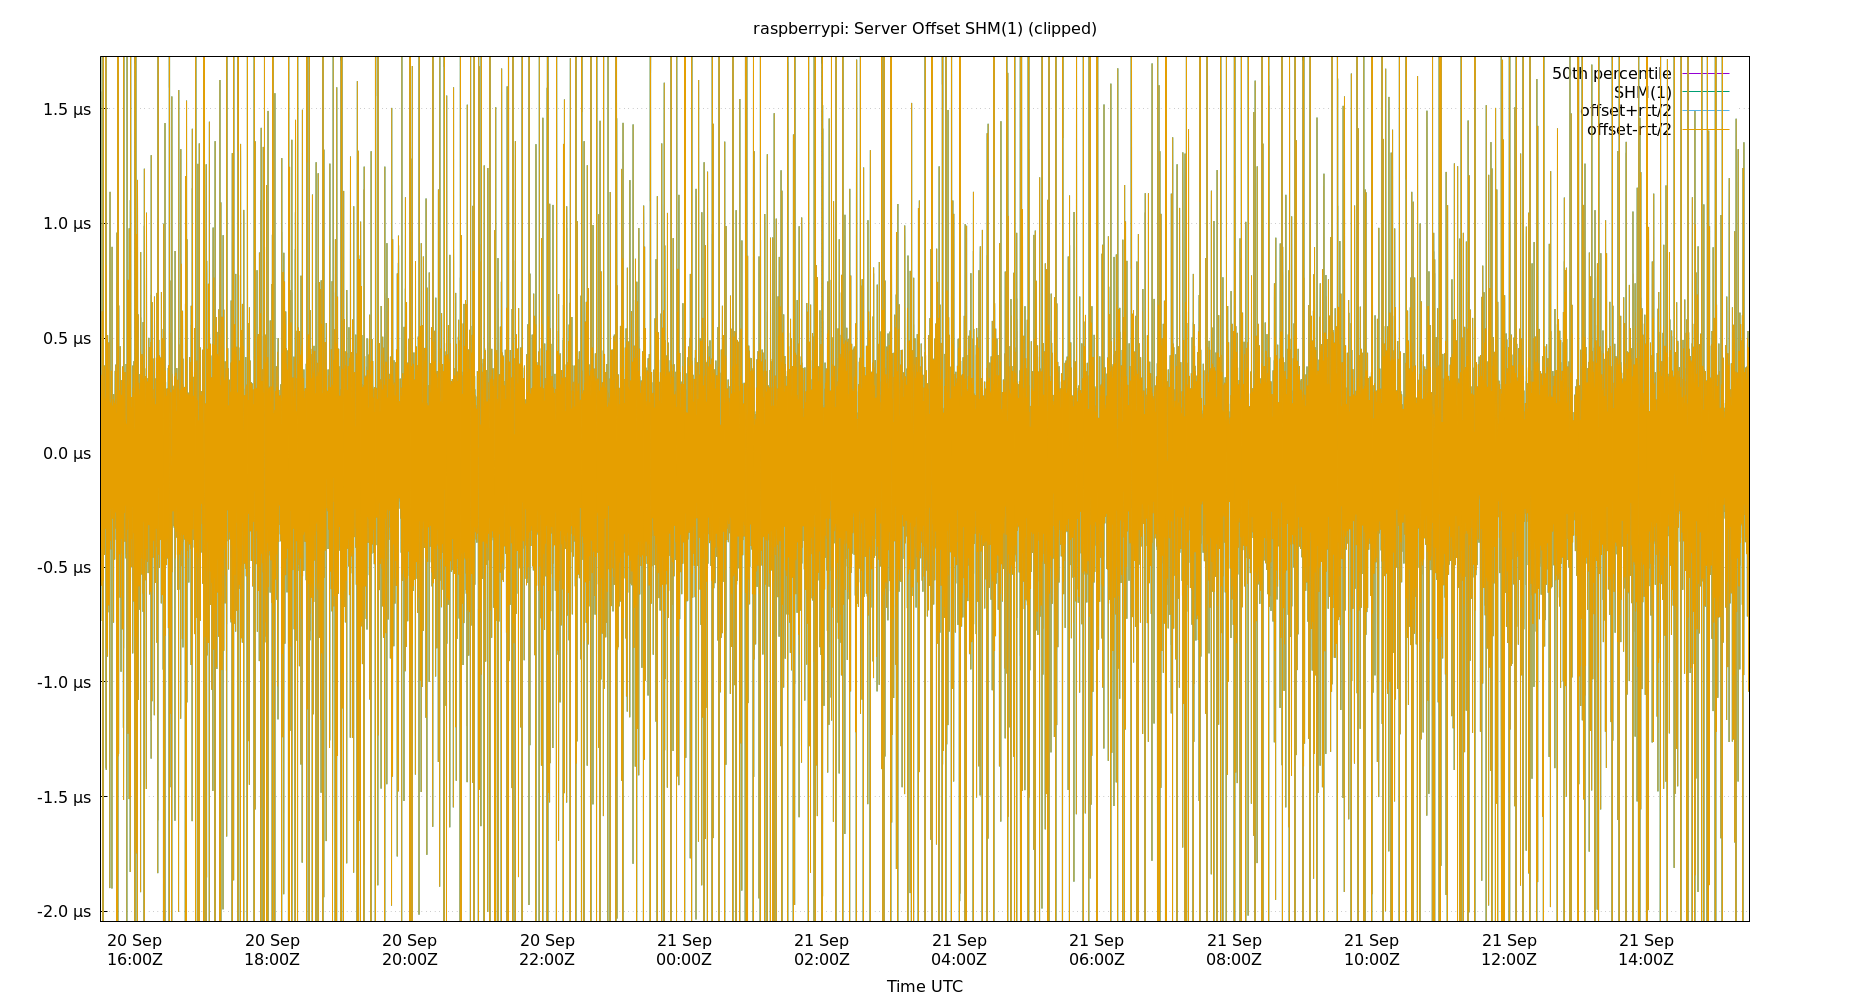 raspberrypi: Server Offset SHM(1) (clipped)
50th percentile
SHM(1)
offset+rtt/2
offset-rtt/2
1.5 µs
1.0 µs
0.5 µs
0.0 µs
-0.5 µs
-1.0 µs
-1.5 µs
-2.0 µs
20 Sep 20 Sep 20 Sep 20 Sep 21 Sep 21 Sep 21 Sep 21 Sep 21 Sep 21 Sep 21 Sep 21 Sep
16:00Z 18:00Z 20:00Z 22:00Z 00:00Z 02:00Z 04:00Z 06:00Z 08:00Z 10:00Z 12:00Z 14:00Z
Time UTC